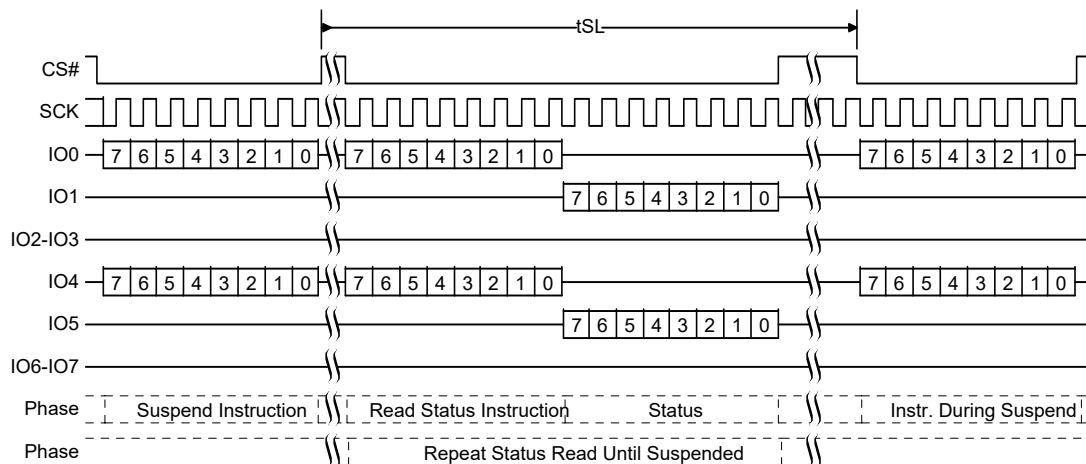 tSL
CS#
SCK
IO0 7 6 5 4 3 2 1 0 7 6 5 4 3 2 1 0 7 6 5 4 3 2 1 0
IO1 7 6 5 4 3 2 1 0
IO2-IO3
IO4 7 6 5 4 3 2 1 0 7 6 5 4 3 2 1 0 7 6 5 4 3 2 1 0
IO5 7 6 5 4 3 2 1 0
IO6-IO7
Phase Suspend Instruction Read Status Instruction Status Instr. During Suspend
Phase Repeat Status Read Until Suspended